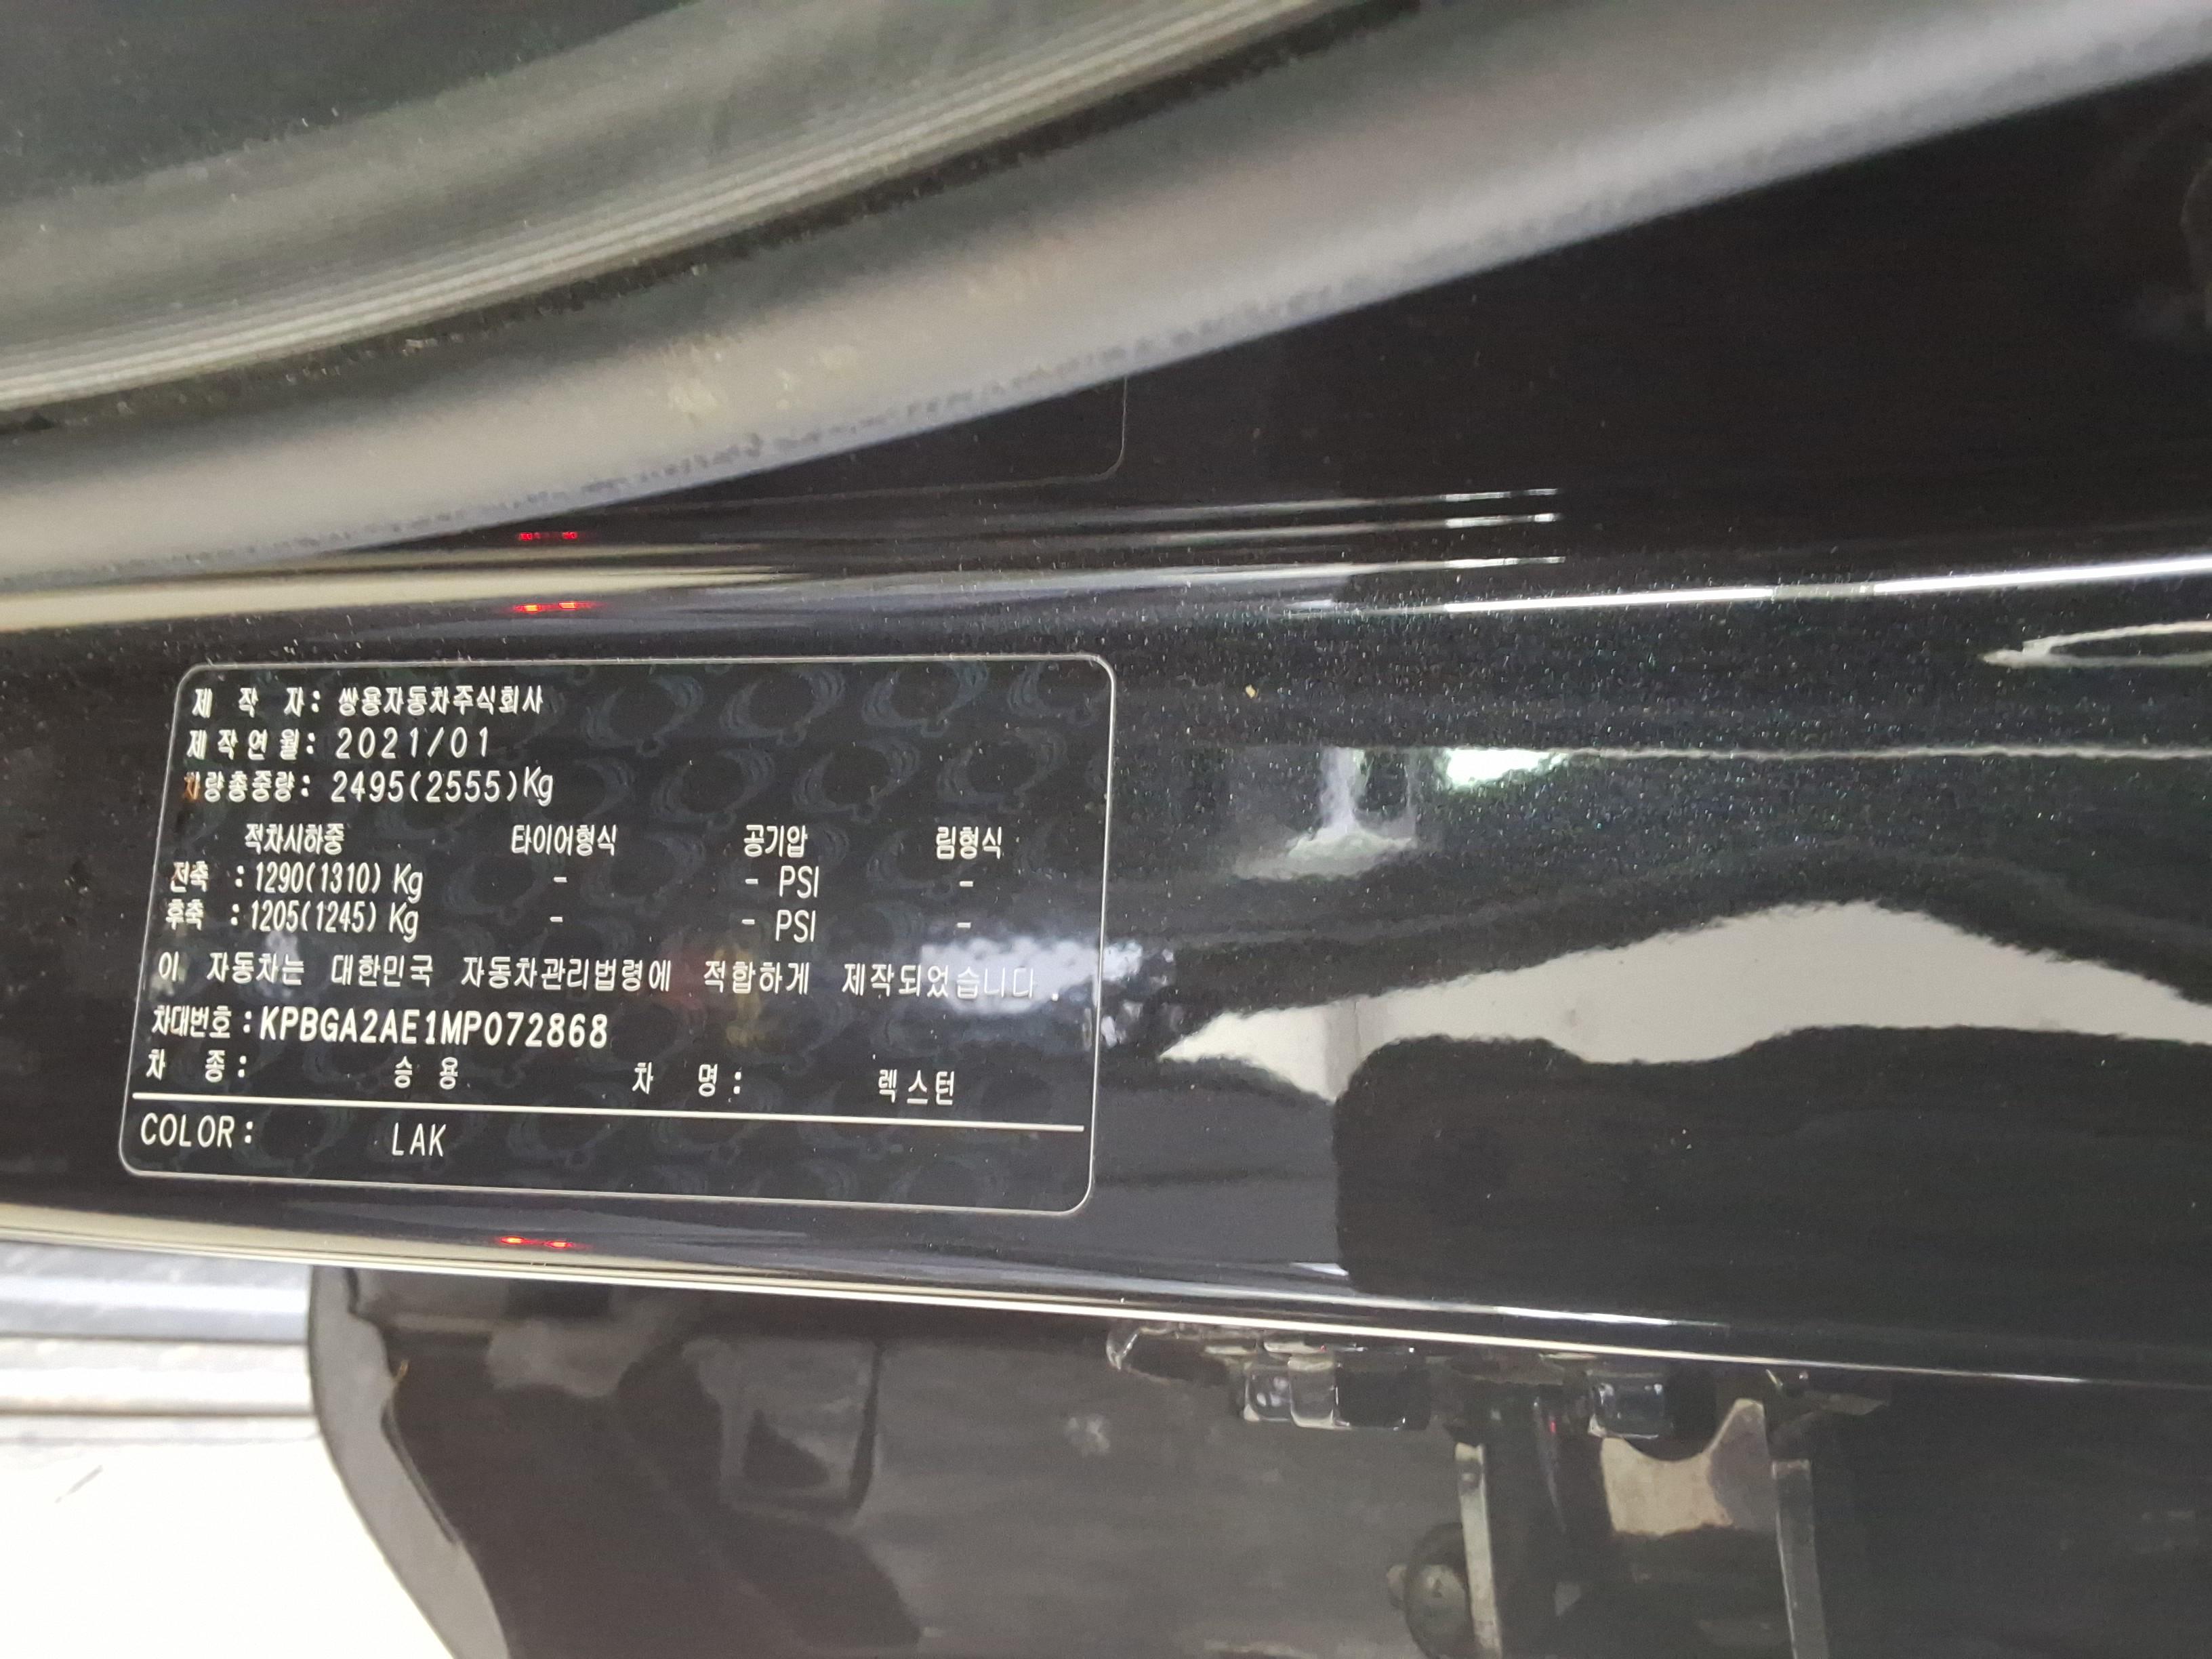 제 작 자: 쌍용자동차주식회사
제작연월: 2021/01
차량총중량: 2495(2555)Kg
적차시하중 타이어형식 공기압 림형식
전축 : 1290(1310) Kg - - PSI -
후축 : 1205(1245) Kg - - PSI -
이 자동차는 대한민국 자동차관리법령에 적합하게 제작되었습니다.
차대번호 : KPBGA2AE1MP072868
차 종: 승 용 차 명: 렉스턴
COLOR: LAK